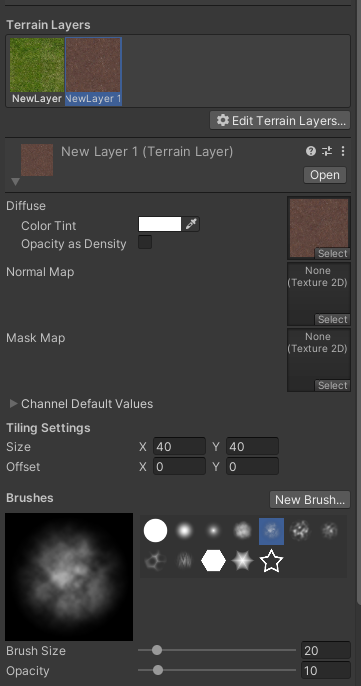 Terrain Layers
NewLayer NewLayer 1
Edit Terrain Layers...
New Layer 1 (Terrain Layer)
Open
Diffuse
Color Tint
Opacity as Density
Select
Normal Map
None
(Texture 2D)
Select
Mask Map
None
(Texture 2D)
Select
Channel Default Values
Tiling Settings
Size X 40 Y 40
Offset X 0 Y 0
Brushes
New Brush...
Brush Size 20
Opacity 10